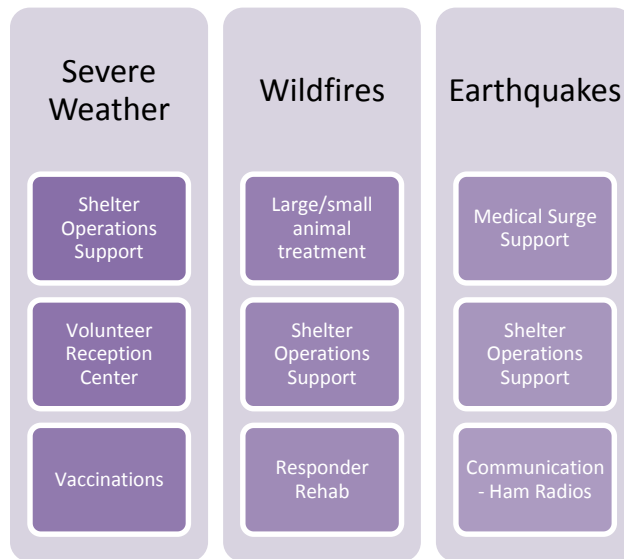 Severe
Weather
Shelter
Operations
Support
Volunteer
Reception
Center
Vaccinations
Wildfires
Large/small
animal
treatment
Shelter
Operations
Support
Responder
Rehab
Earthquakes
Medical Surge
Support
Shelter
Operations
Support
Communication
- Ham Radios